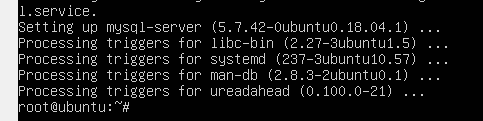 l.service.
Setting up mysql-server (5.7.42-0ubuntu0.18.04.1) ...
Processing triggers for libc-bin (2.27-3ubuntu1.5) ...
Processing triggers for systemd (237-3ubuntu10.57) ...
Processing triggers for man-db (2.8.3-2ubuntu0.1) ...
Processing triggers for ureadahead (0.100.0-21) ...
root@ubuntu:~#